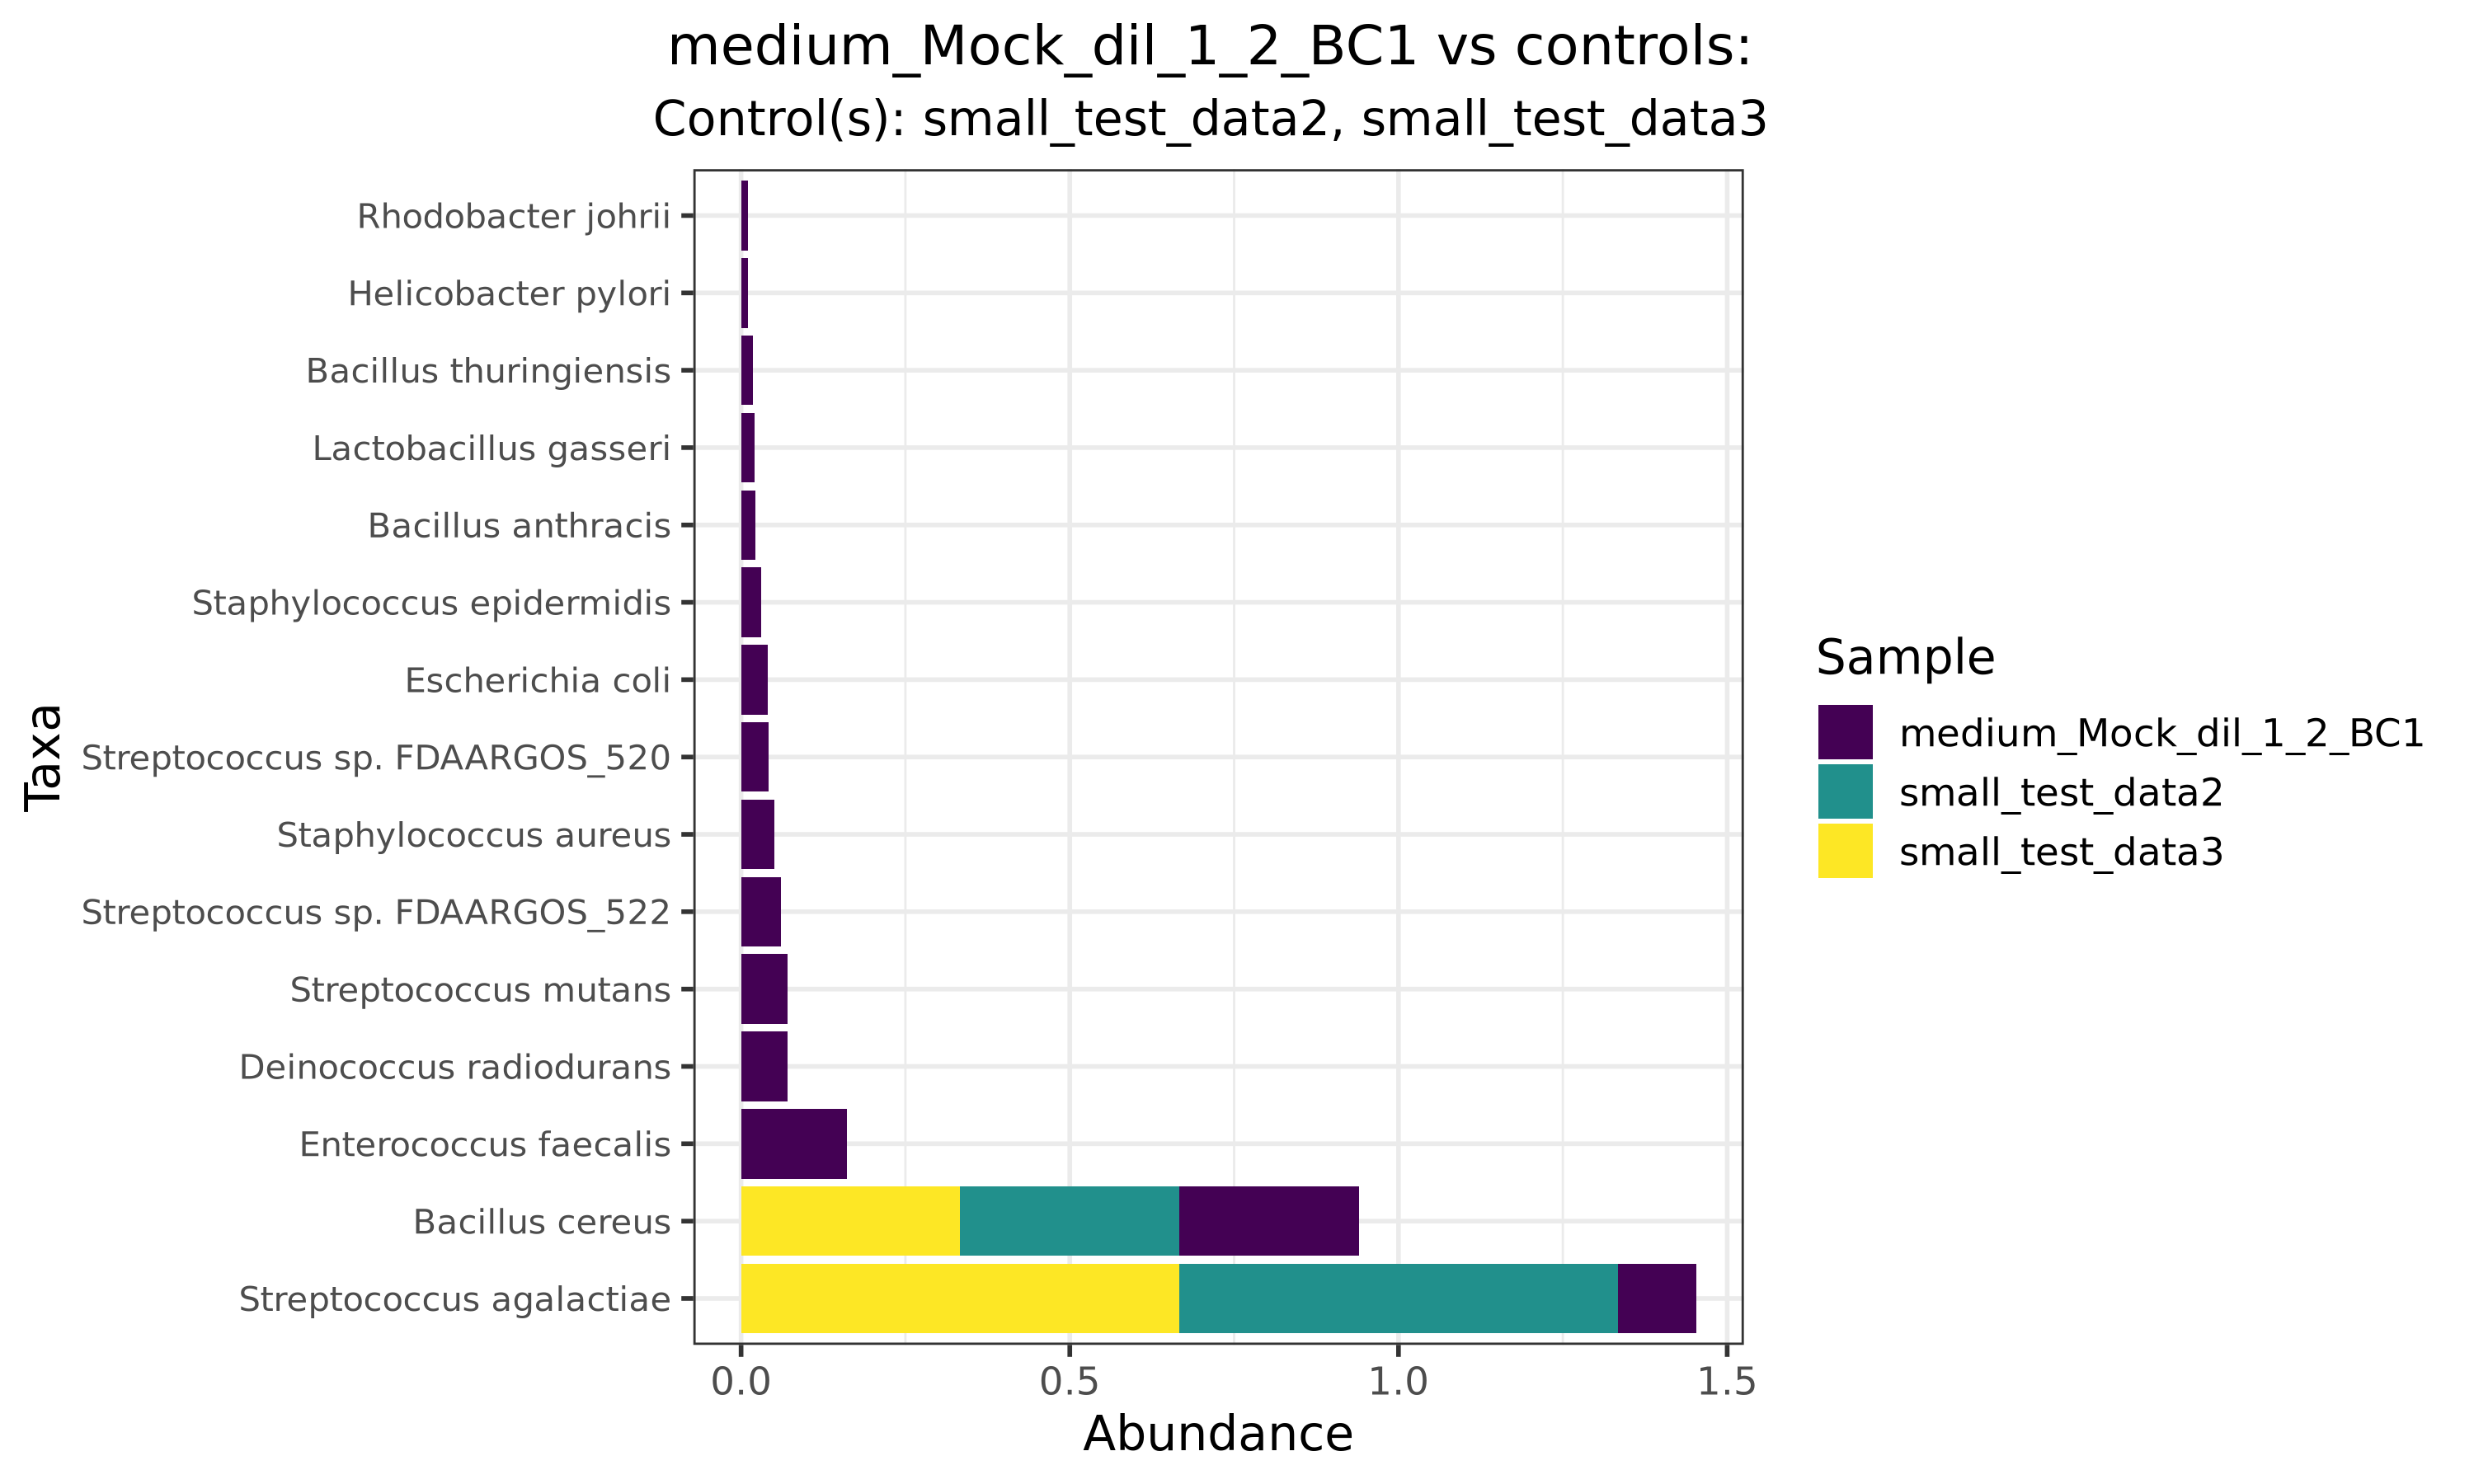 medium_Mock_dil_1_2_BC1 vs controls:
Control(s): small_test_data2, small_test_data3
Taxa
Rhodobacter johrii
Helicobacter pylori
Bacillus thuringiensis
Lactobacillus gasseri
Bacillus anthracis
Staphylococcus epidermidis
Escherichia coli
Streptococcus sp. FDAARGOS_520
Staphylococcus aureus
Streptococcus sp. FDAARGOS_522
Streptococcus mutans
Deinococcus radiodurans
Enterococcus faecalis
Bacillus cereus
Streptococcus agalactiae
0.0 0.5 1.0 1.5
Abundance
Sample
medium_Mock_dil_1_2_BC1
small_test_data2
small_test_data3